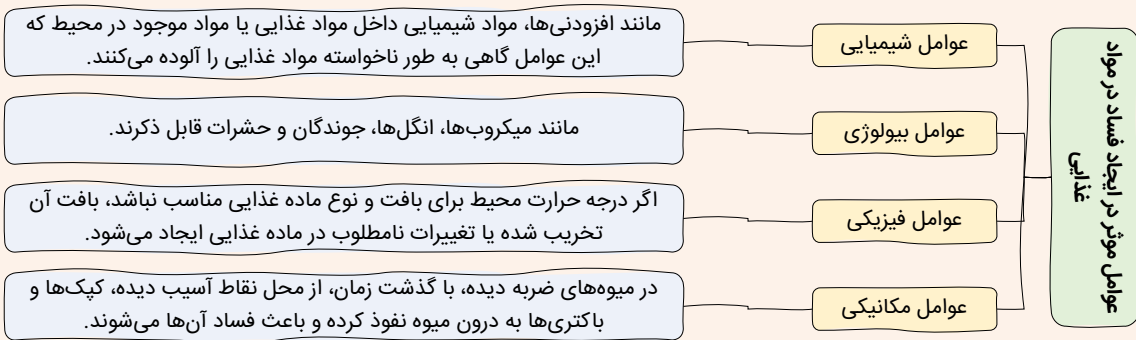 عوامل موثر در ایجاد فساد در مواد
غذایی
عوامل شیمیایی
مانند افزودنی‌ها، مواد شیمیایی داخل مواد غذایی یا مواد موجود در محیط که
این عوامل گاهی به طور ناخواسته مواد غذایی را آلوده می‌کنند.
عوامل بیولوژی
مانند میکروب‌ها، انگل‌ها، جوندگان و حشرات قابل ذکرند.
عوامل فیزیکی
اگر درجه حرارت محیط برای بافت و نوع ماده غذایی مناسب نباشد، بافت آن
تخریب شده یا تغییرات نامطلوب در ماده غذایی ایجاد می‌شود.
عوامل مکانیکی
در میوه‌های ضربه دیده، با گذشت زمان، از محل نقاط آسیب دیده، کپک‌ها و
باکتری‌ها به درون میوه نفوذ کرده و باعث فساد آن‌ها می‌شوند.